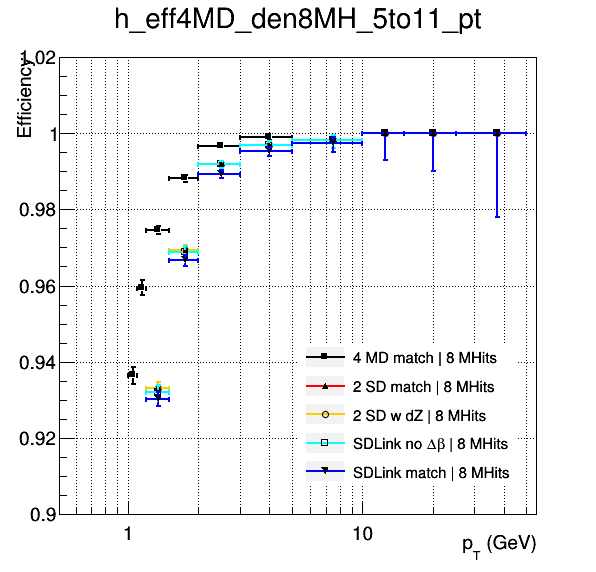 h_eff4MD_den8MH_5to11_pt
Efficiency
1.02
1
0.98
0.96
0.94
0.92
0.9
4 MD match | 8 MHits
2 SD match | 8 MHits
2 SD w dZ | 8 MHits
SDLink no Δβ | 8 MHits
SDLink match | 8 MHits
1
10
p_T (GeV)